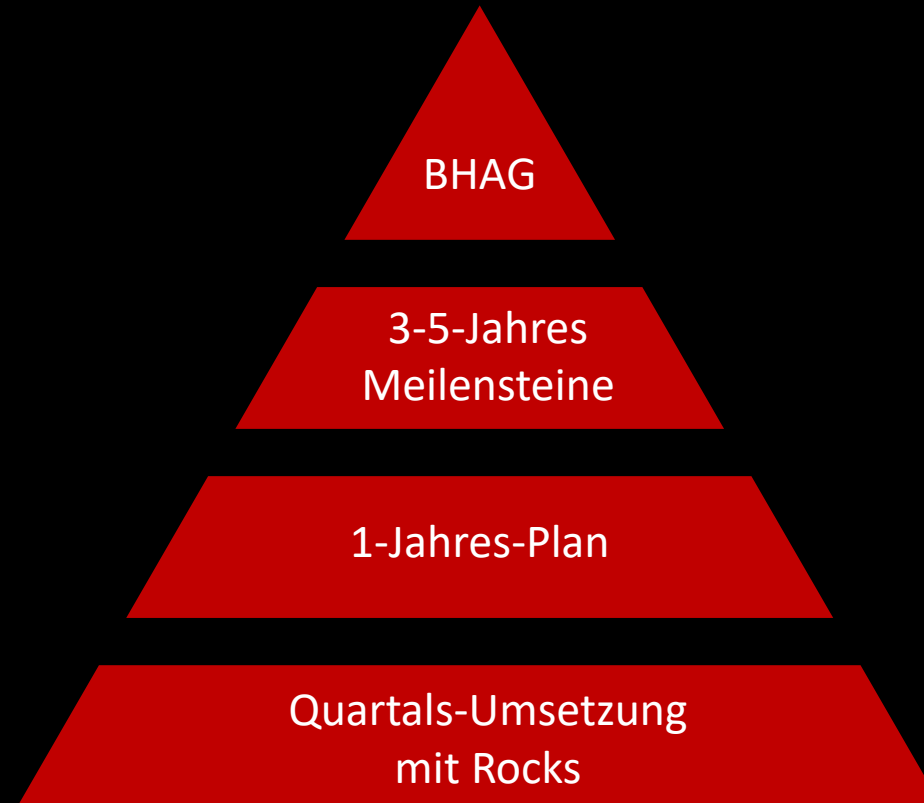 BHAG
3-5-Jahres
Meilensteine
1-Jahres-Plan
Quartals-Umsetzung
mit Rocks